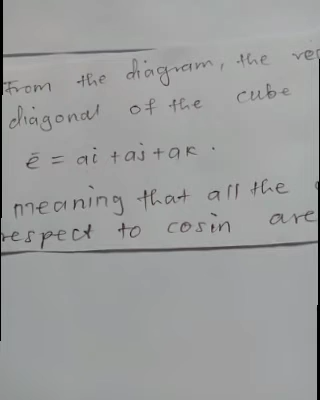 From the diagram, the
diagonal of the cube
ē = ai + aj + ak .
meaning that all the
respect to cosin are